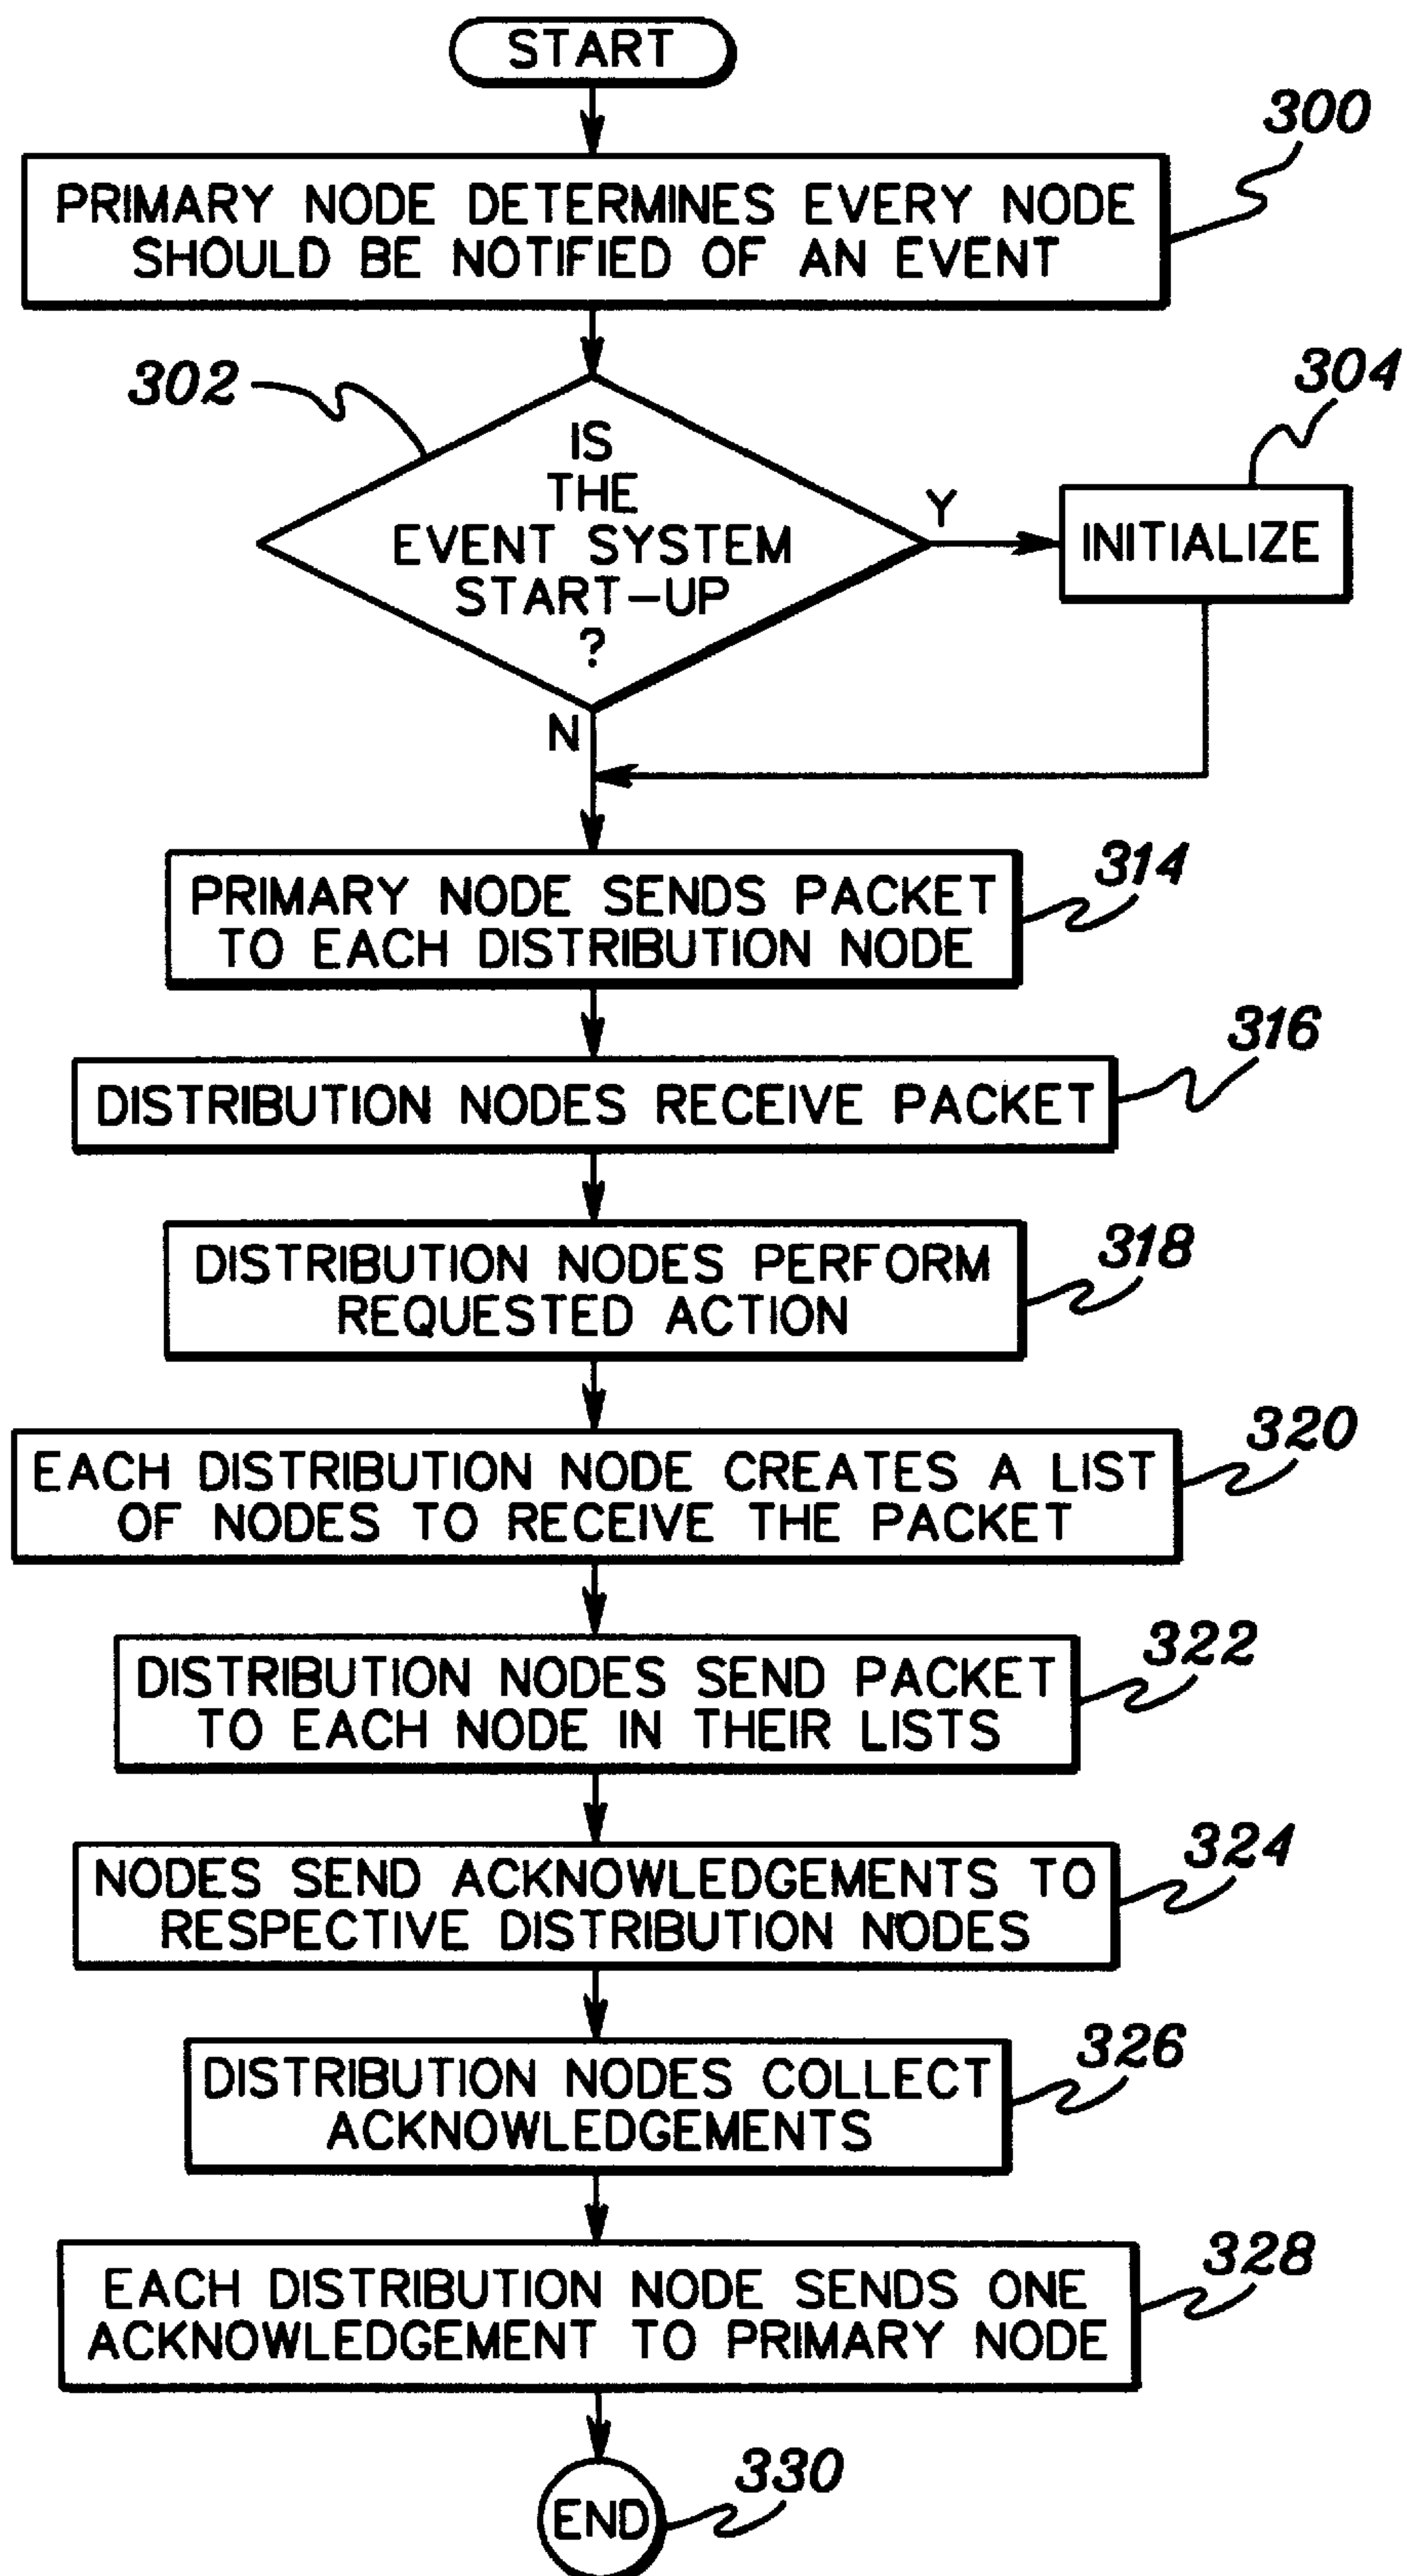 START
300
PRIMARY NODE DETERMINES EVERY NODE
SHOULD BE NOTIFIED OF AN EVENT
302
304
IS
THE
EVENT SYSTEM
START-UP
?
Y
INITIALIZE
N
314
PRIMARY NODE SENDS PACKET
TO EACH DISTRIBUTION NODE
316
DISTRIBUTION NODES RECEIVE PACKET
318
DISTRIBUTION NODES PERFORM
REQUESTED ACTION
320
EACH DISTRIBUTION NODE CREATES A LIST
OF NODES TO RECEIVE THE PACKET
322
DISTRIBUTION NODES SEND PACKET
TO EACH NODE IN THEIR LISTS
324
NODES SEND ACKNOWLEDGEMENTS TO
RESPECTIVE DISTRIBUTION NODES
326
DISTRIBUTION NODES COLLECT
ACKNOWLEDGEMENTS
328
EACH DISTRIBUTION NODE SENDS ONE
ACKNOWLEDGEMENT TO PRIMARY NODE
330
END